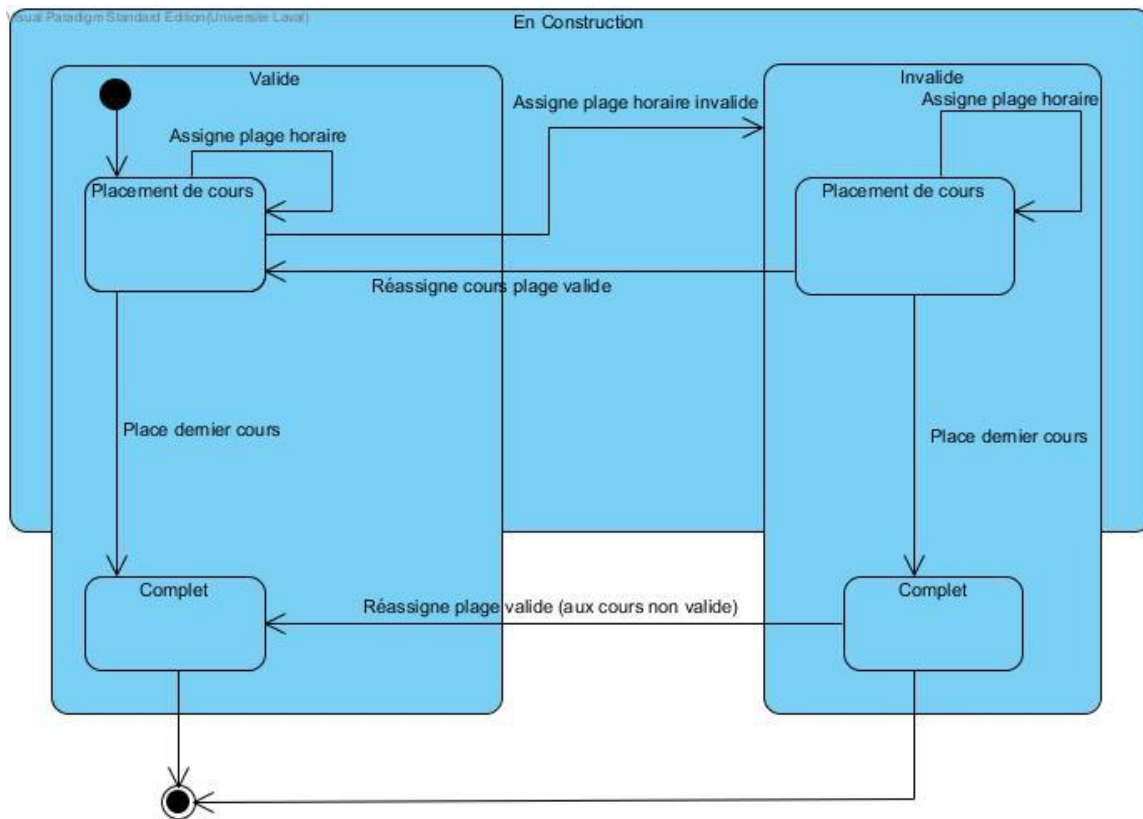 Visual Paradigm Standard Edition(Universite Laval)
En Construction
Valide
Invalide
Assigne plage horaire invalide
Assigne plage horaire
Assigne plage horaire
Placement de cours
Placement de cours
Réassigne cours plage valide
Place dernier cours
Place dernier cours
Complet
Complet
Réassigne plage valide (aux cours non valide)